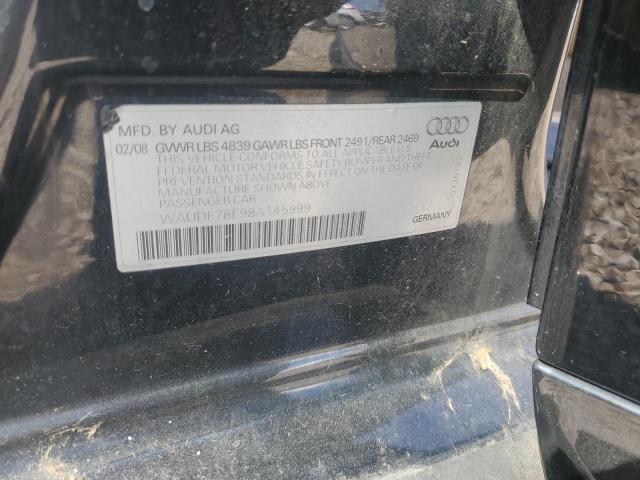 MFD. BY AUDI AG
02/08 GVWR LBS 4839 GAWR LBS FRONT 2491/REAR 2469
THIS VEHICLE CONFORMS TO ALL APPLICABLE U.S.
FEDERAL MOTOR VEHICLE SAFETY BUMPER AND THEFT
PREVENTION STANDARDS IN EFFECT ON THE DATE OF
MANUFACTURE SHOWN ABOVE
PASSENGER CAR
WAUDF78E98A145999
Audi
GERMANY